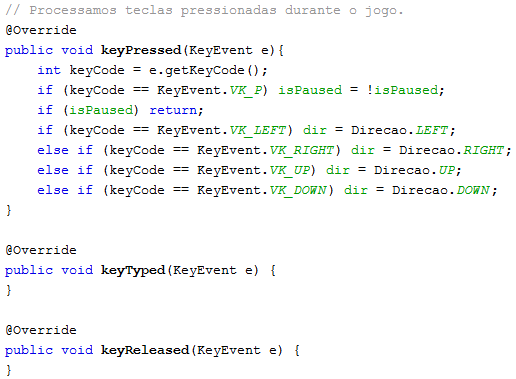 // Processamos teclas pressionadas durante o jogo.
@Override
public void keyPressed(KeyEvent e){
    int keyCode = e.getKeyCode();
    if (keyCode == KeyEvent.VK_P) isPaused = !isPaused;
    if (isPaused) return;
    if (keyCode == KeyEvent.VK_LEFT) dir = Direcao.LEFT;
    else if (keyCode == KeyEvent.VK_RIGHT) dir = Direcao.RIGHT;
    else if (keyCode == KeyEvent.VK_UP) dir = Direcao.UP;
    else if (keyCode == KeyEvent.VK_DOWN) dir = Direcao.DOWN;
}

@Override
public void keyTyped(KeyEvent e) {
}

@Override
public void keyReleased(KeyEvent e) {
}